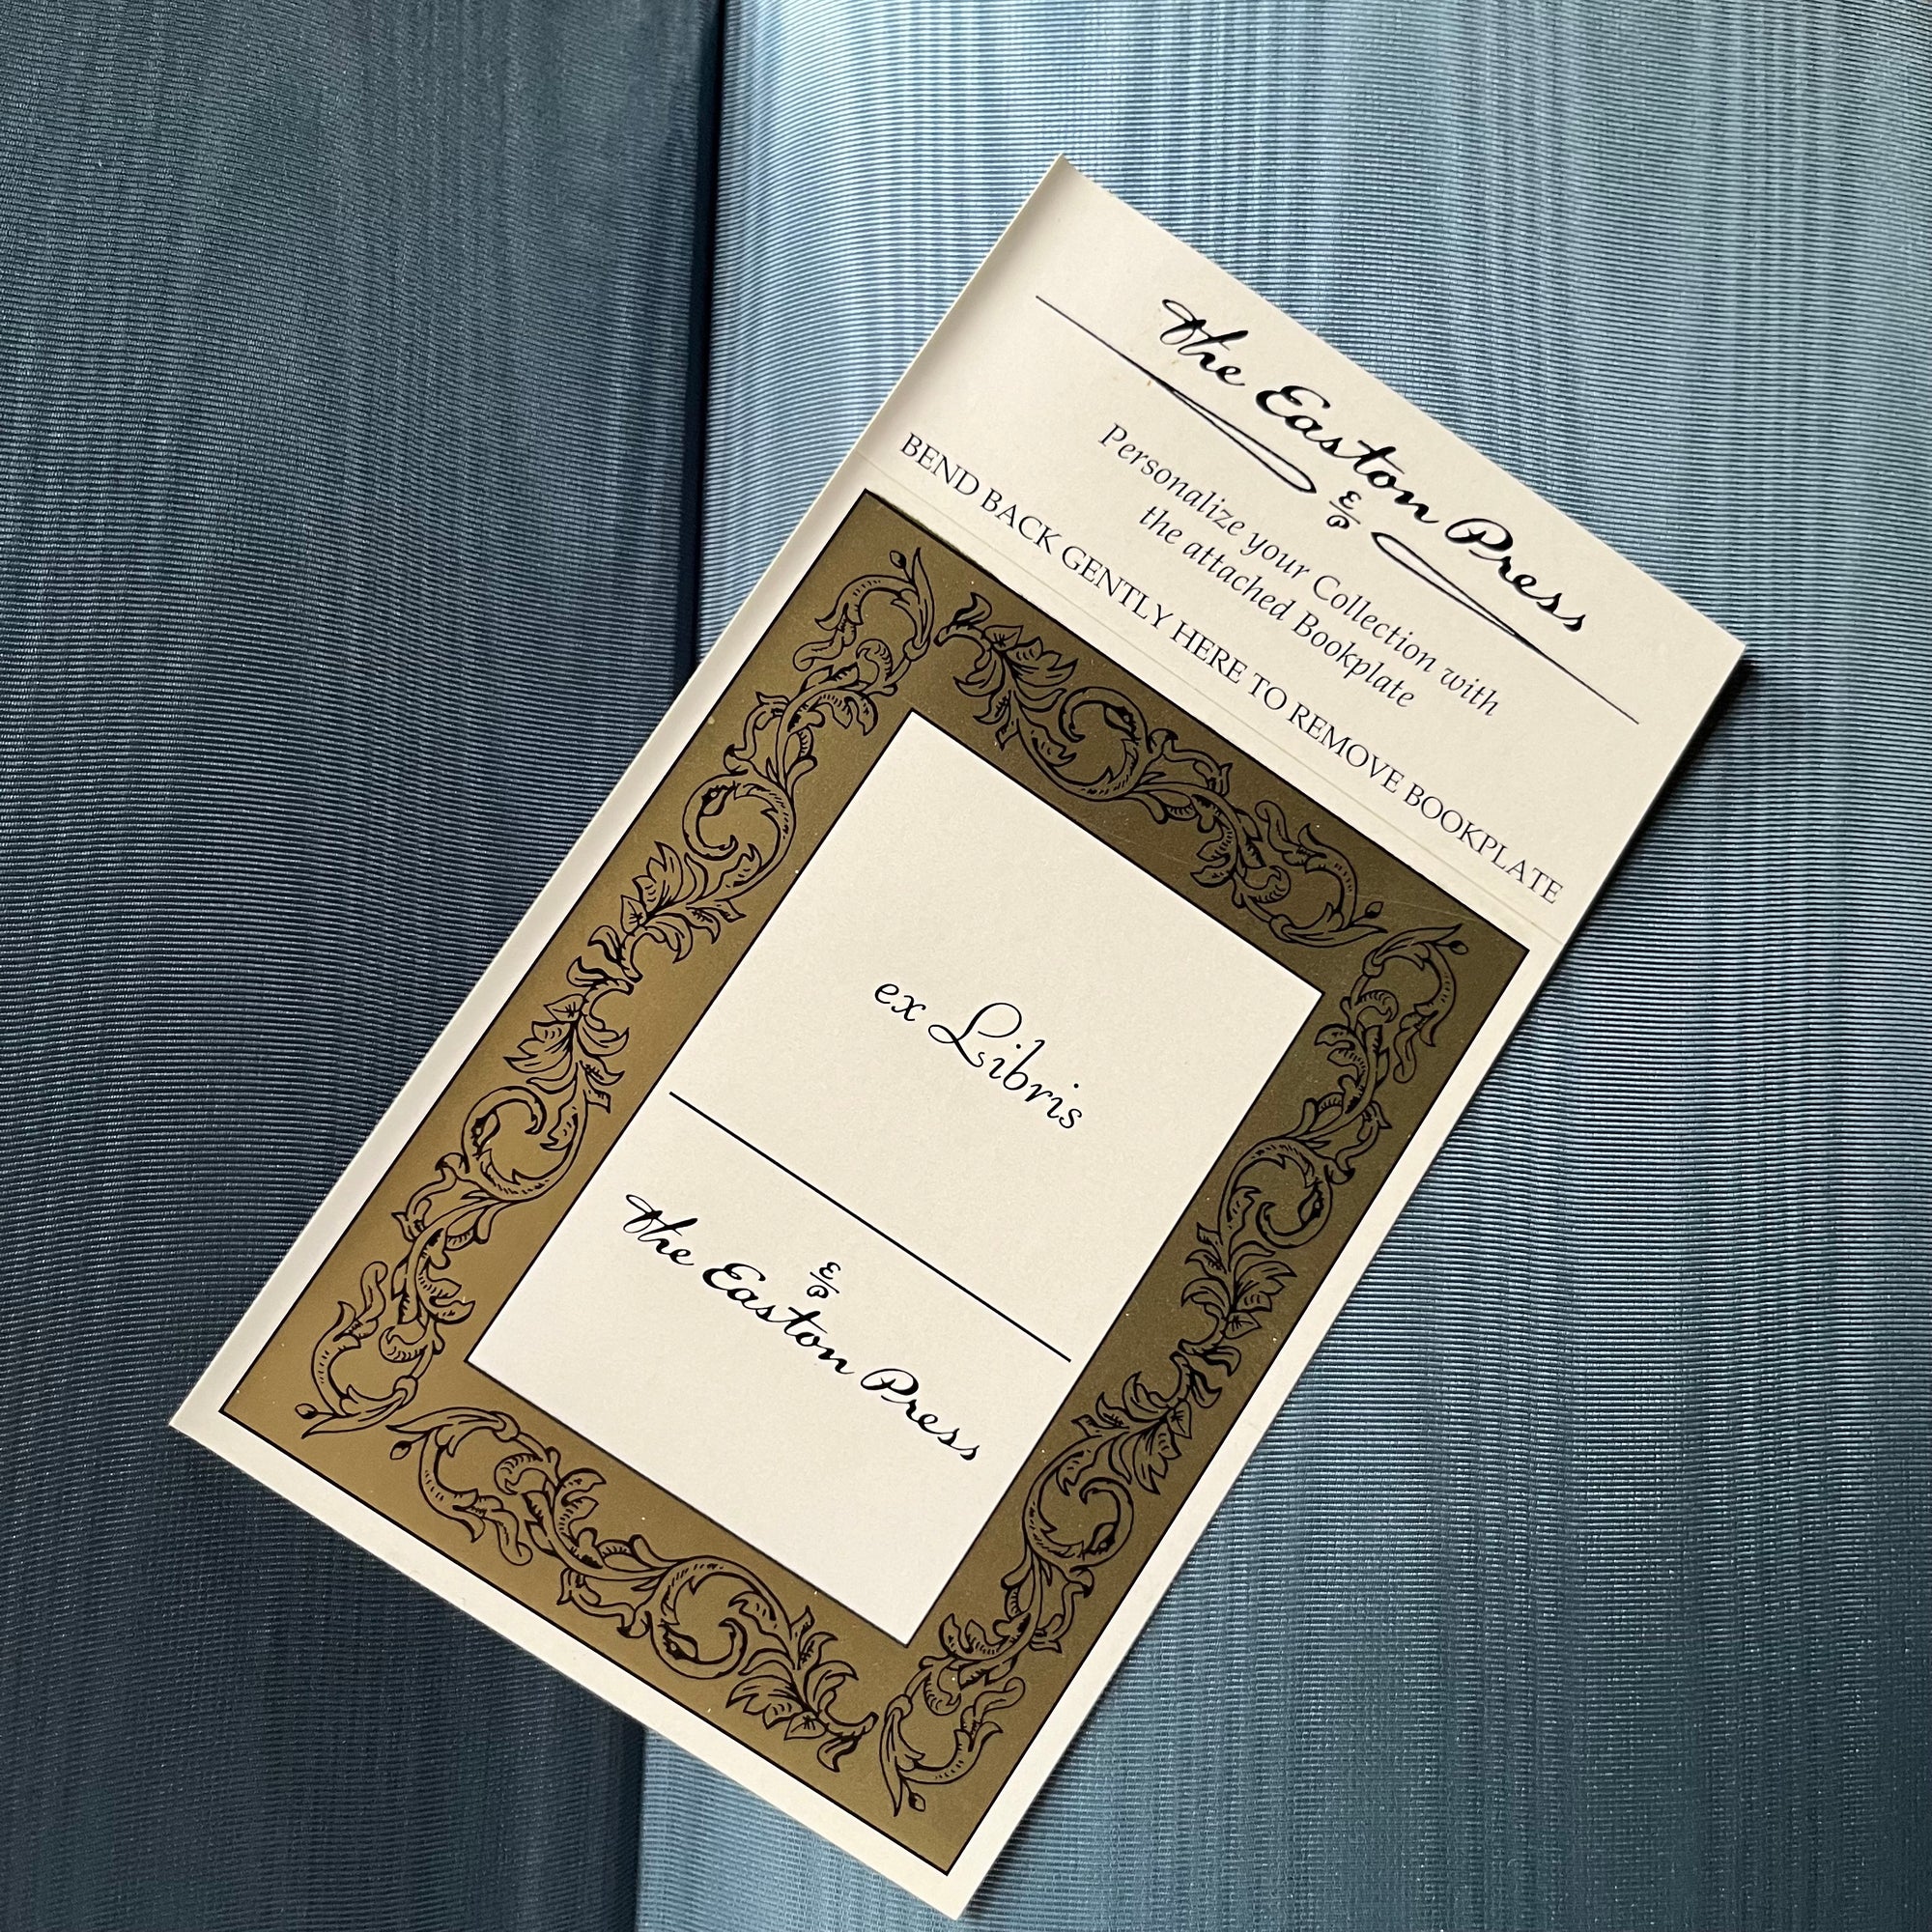 The Easton Press
E
P
Personalize your Collection with
the attached Bookplate
BEND BACK GENTLY HERE TO REMOVE BOOKPLATE
ex Libris
E
P
The Easton Press